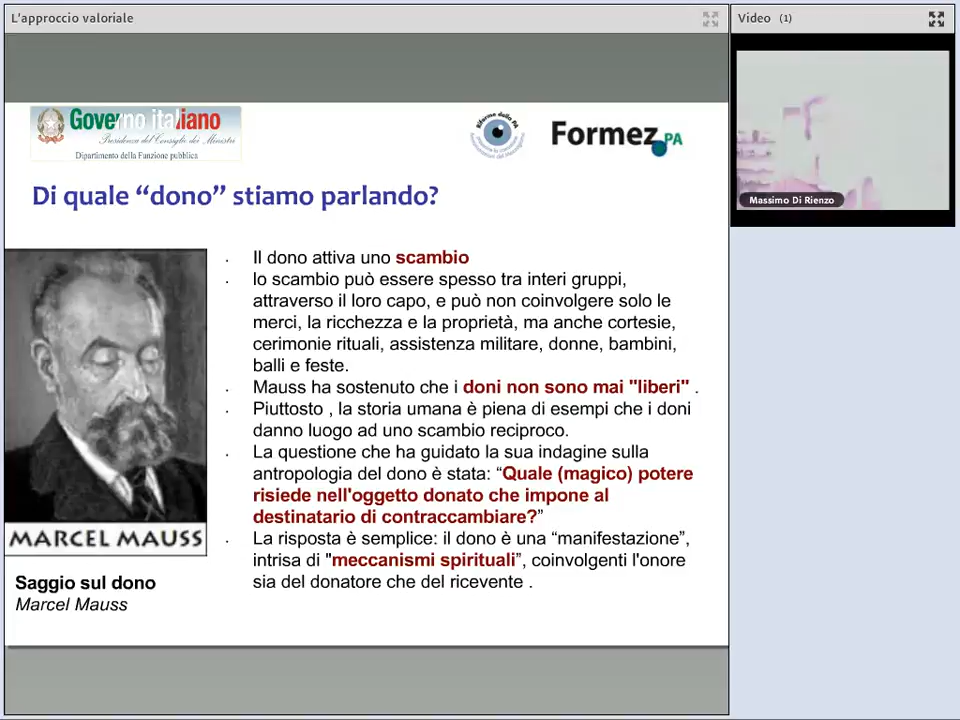 L'approccio valoriale
Video (1)
Governo italiano
Presidenza del Consiglio dei Ministri
Dipartimento della Funzione pubblica
Formez PA
Massimo Di Rienzo
Di quale “dono” stiamo parlando?
Il dono attiva uno scambio
lo scambio può essere spesso tra interi gruppi,
attraverso il loro capo, e può non coinvolgere solo le
merci, la ricchezza e la proprietà, ma anche cortesie,
cerimonie rituali, assistenza militare, donne, bambini,
balli e feste.
Mauss ha sostenuto che i doni non sono mai "liberi" .
Piuttosto , la storia umana è piena di esempi che i doni
danno luogo ad uno scambio reciproco.
La questione che ha guidato la sua indagine sulla
antropologia del dono è stata: “Quale (magico) potere
risiede nell'oggetto donato che impone al
destinatario di contraccambiare?”
La risposta è semplice: il dono è una “manifestazione”,
intrisa di "meccanismi spirituali”, coinvolgenti l'onore
sia del donatore che del ricevente .
MARCEL MAUSS
Saggio sul dono
Marcel Mauss